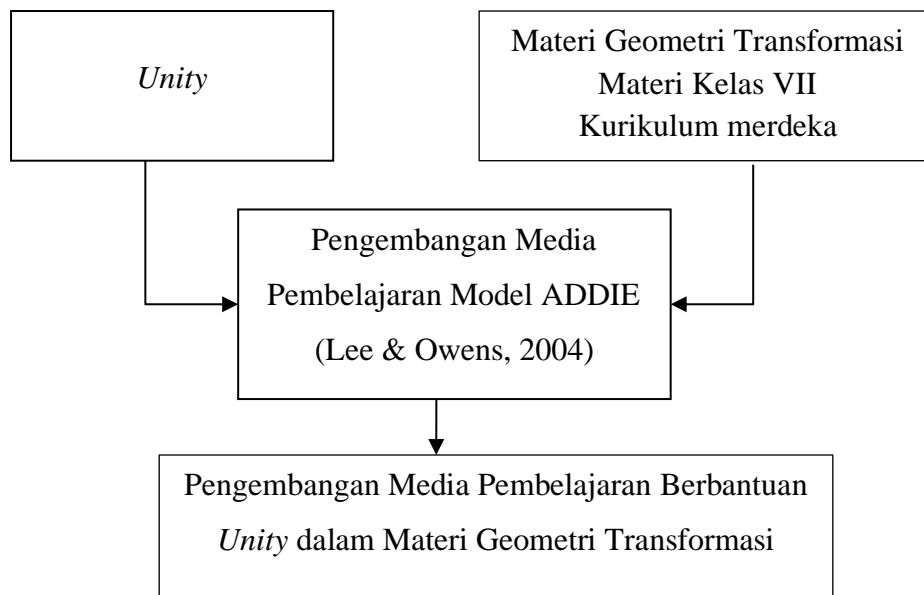 Unity
Materi Geometri Transformasi
Materi Kelas VII
Kurikulum merdeka
Pengembangan Media
Pembelajaran Model ADDIE
(Lee & Owens, 2004)
Pengembangan Media Pembelajaran Berbantuan
Unity dalam Materi Geometri Transformasi